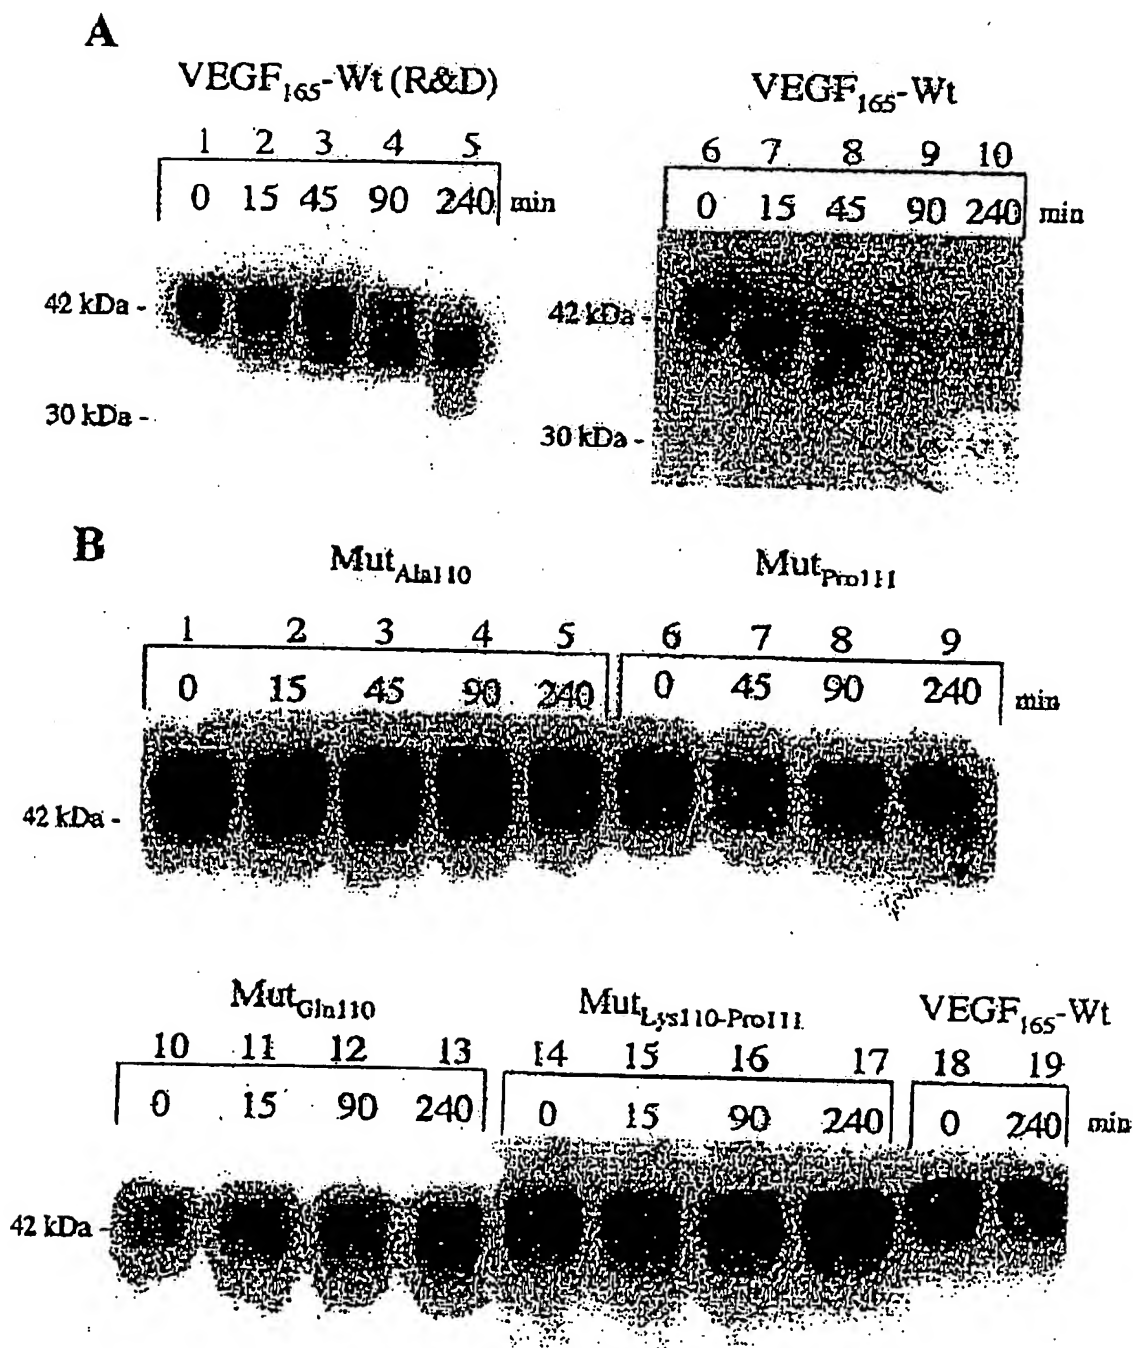 A
VEGF165-Wt (R&D)
1 2 3 4 5
0 15 45 90 240 min
42 kDa -
30 kDa -
VEGF165-Wt
6 7 8 9 10
0 15 45 90 240 min
42 kDa -
30 kDa -
B
MutAla110 MutPro111
1 2 3 4 5 6 7 8 9
0 15 45 90 240 0 45 90 240 min
42 kDa -
MutGln110 MutLys110-Pro111 VEGF165-Wt
10 11 12 13 14 15 16 17 18 19
0 15 90 240 0 15 90 240 0 240 min
42 kDa -